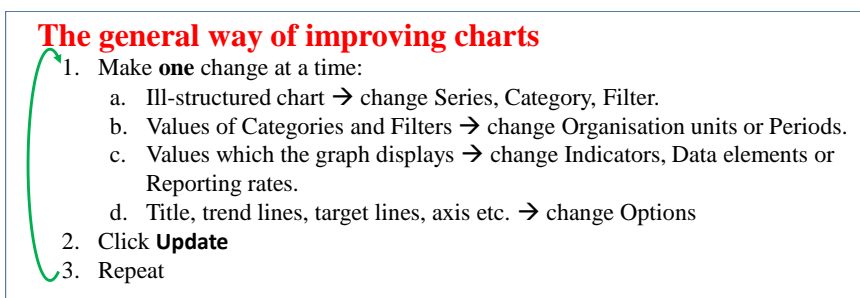 The general way of improving charts
1. Make one change at a time:
a. Ill-structured chart → change Series, Category, Filter.
b. Values of Categories and Filters → change Organisation units or Periods.
c. Values which the graph displays → change Indicators, Data elements or
Reporting rates.
d. Title, trend lines, target lines, axis etc. → change Options
2. Click Update
3. Repeat